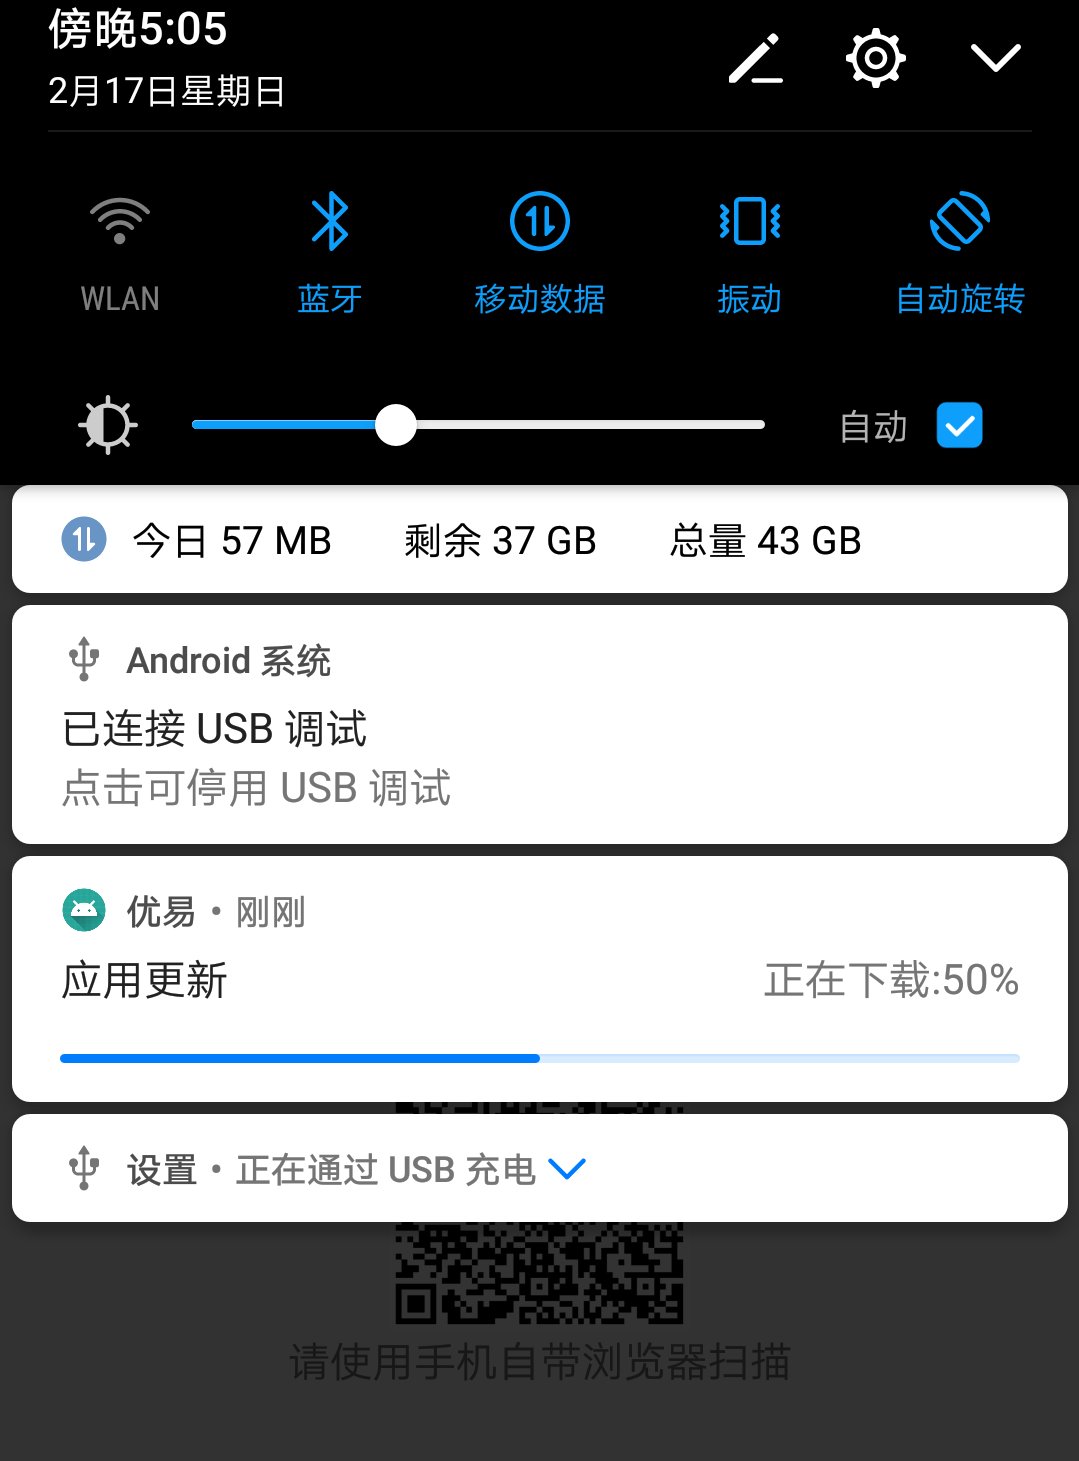 傍晚5:05
2月17日星期日
WLAN 蓝牙 移动数据 振动 自动旋转
自动
今日 57 MB 剩余 37 GB 总量 43 GB
Android 系统
已连接 USB 调试
点击可停用 USB 调试
优易 • 刚刚
应用更新 正在下载:50%
设置 • 正在通过 USB 充电
请使用手机自带浏览器扫描